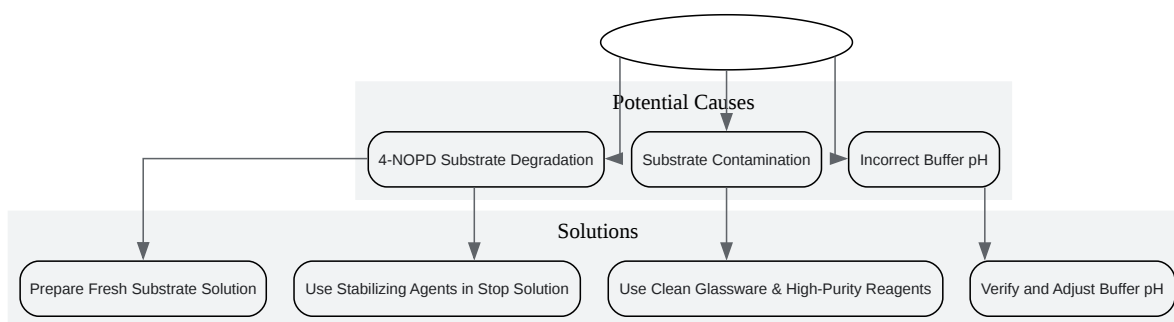 Potential Causes
4-NOPD Substrate Degradation
Substrate Contamination
Incorrect Buffer pH
Solutions
Prepare Fresh Substrate Solution
Use Stabilizing Agents in Stop Solution
Use Clean Glassware & High-Purity Reagents
Verify and Adjust Buffer pH